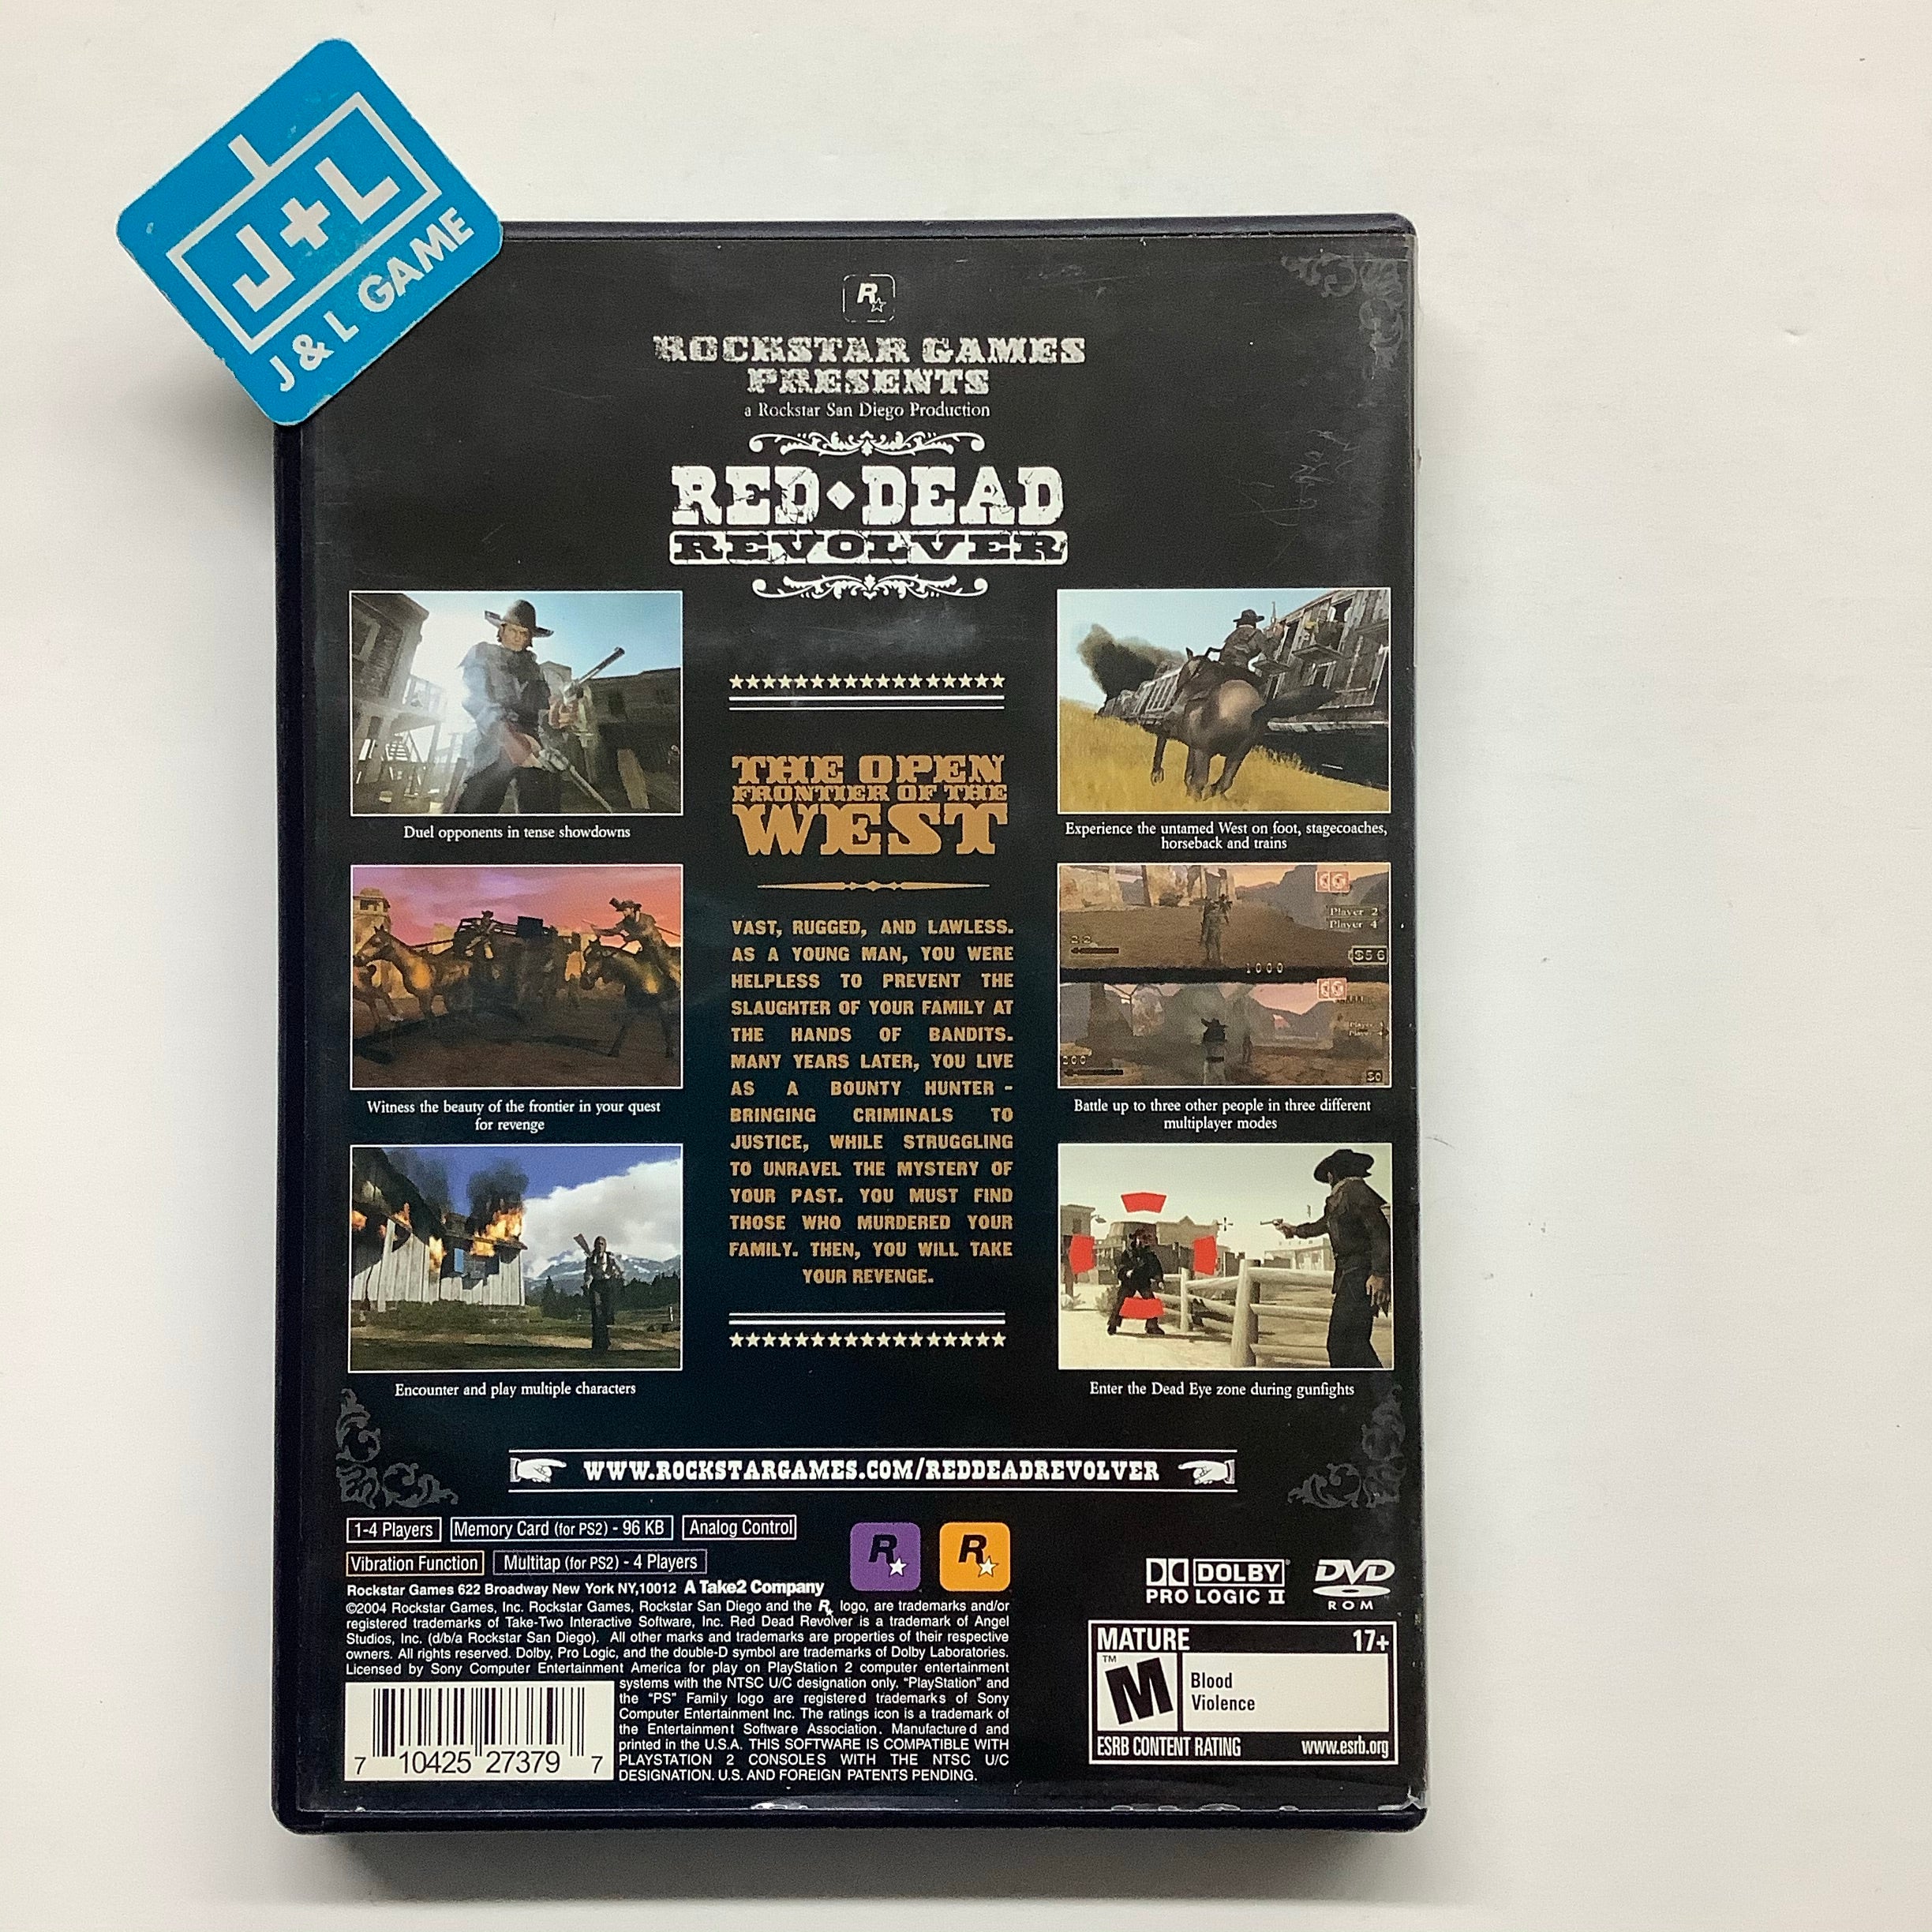 J+L
J & L GAME
R
ROCKSTAR GAMES
PRESENTS
a Rockstar San Diego Production
RED DEAD
REVOLVER
Duel opponents in tense showdowns
Witness the beauty of the frontier in your quest
for revenge
Encounter and play multiple characters
THE OPEN
FRONTIER OF THE
WEST
VAST, RUGGED, AND LAWLESS.
AS A YOUNG MAN, YOU WERE
HELPLESS TO PREVENT THE
SLAUGHTER OF YOUR FAMILY AT
THE HANDS OF BANDITS.
MANY YEARS LATER, YOU LIVE
AS A BOUNTY HUNTER -
BRINGING CRIMINALS TO
JUSTICE, WHILE STRUGGLING
TO UNRAVEL THE MYSTERY OF
YOUR PAST. YOU MUST FIND
THOSE WHO MURDERED YOUR
FAMILY. THEN, YOU WILL TAKE
YOUR REVENGE.
Experience the untamed West on foot, stagecoaches,
horseback and trains
Player 2
Player 4
$56
1000
200
$0
Battle up to three other people in three different
multiplayer modes
Enter the Dead Eye zone during gunfights
WWW.ROCKSTARGAMES.COM/REDDEADREVOLVER
1-4 Players
Memory Card (for PS2) - 96 KB
Analog Control
Vibration Function
Multitap (for PS2) - 4 Players
R
R
Rockstar Games 622 Broadway New York NY,10012 A Take2 Company
©2004 Rockstar Games, Inc. Rockstar Games, Rockstar San Diego and the R logo, are trademarks and/or
registered trademarks of Take-Two Interactive Software, Inc. Red Dead Revolver is a trademark of Angel
Studios, Inc. (d/b/a Rockstar San Diego). All other marks and trademarks are properties of their respective
owners. All rights reserved. Dolby, Pro Logic, and the double-D symbol are trademarks of Dolby Laboratories.
Licensed by Sony Computer Entertainment America for play on PlayStation 2 computer entertainment
systems with the NTSC U/C designation only. "PlayStation" and
the "PS" Family logo are registered trademarks of Sony
Computer Entertainment Inc. The ratings icon is a trademark of
the Entertainment Software Association. Manufactured and
printed in the U.S.A. THIS SOFTWARE IS COMPATIBLE WITH
PLAYSTATION 2 CONSOLES WITH THE NTSC U/C
DESIGNATION. U.S. AND FOREIGN PATENTS PENDING.
7 10425 27379 7
DOLBY
PRO LOGIC II
DVD
ROM
MATURE 17+
M
TM
Blood
Violence
ESRB CONTENT RATING www.esrb.org